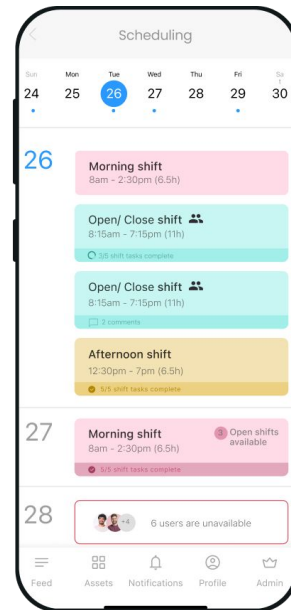 Scheduling
Sun Mon Tue Wed Thu Fri Sa
t
24 25 26 27 28 29 30
26
Morning shift
8am - 2:30pm (6.5h)
Open/ Close shift
8:15am - 7:15pm (11h)
3/5 shift tasks complete
Open/ Close shift
8:15am - 7:15pm (11h)
2 comments
Afternoon shift
12:30pm - 7pm (6.5h)
5/5 shift tasks complete
27
Morning shift
8am - 2:30pm (6.5h)
5/5 shift tasks complete
3 Open shifts
available
28
+4 6 users are unavailable
Feed Assets Notifications Profile Admin